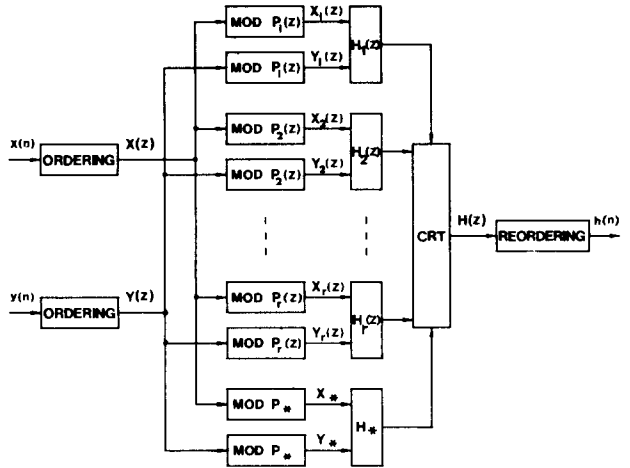 MOD P₁(Z)
X₁(Z)
MOD P₁(Z)
Y₁(Z)
H₁(Z)
MOD P₂(Z)
X₂(Z)
MOD P₂(Z)
Y₂(Z)
H₂(Z)
X(n)
ORDERING
X(Z)
CRT
H(Z)
REORDERING
h(n)
y(n)
ORDERING
Y(Z)
MOD Pᵣ(Z)
Xᵣ(Z)
MOD Pᵣ(Z)
Yᵣ(Z)
Hᵣ(Z)
MOD P*
X*
MOD P*
Y*
H*